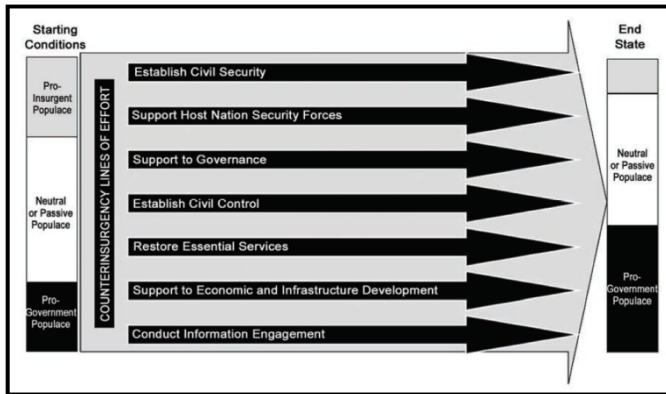 Starting
Conditions
End
State
Pro-
Insurgent
Populace
Neutral
or Passive
Populace
Pro-
Government
Populace
COUNTERINSURGENCY LINES OF EFFORT
Establish Civil Security
Support Host Nation Security Forces
Support to Governance
Establish Civil Control
Restore Essential Services
Support to Economic and Infrastructure Development
Conduct Information Engagement
Neutral
or Passive
Populace
Pro-
Government
Populace